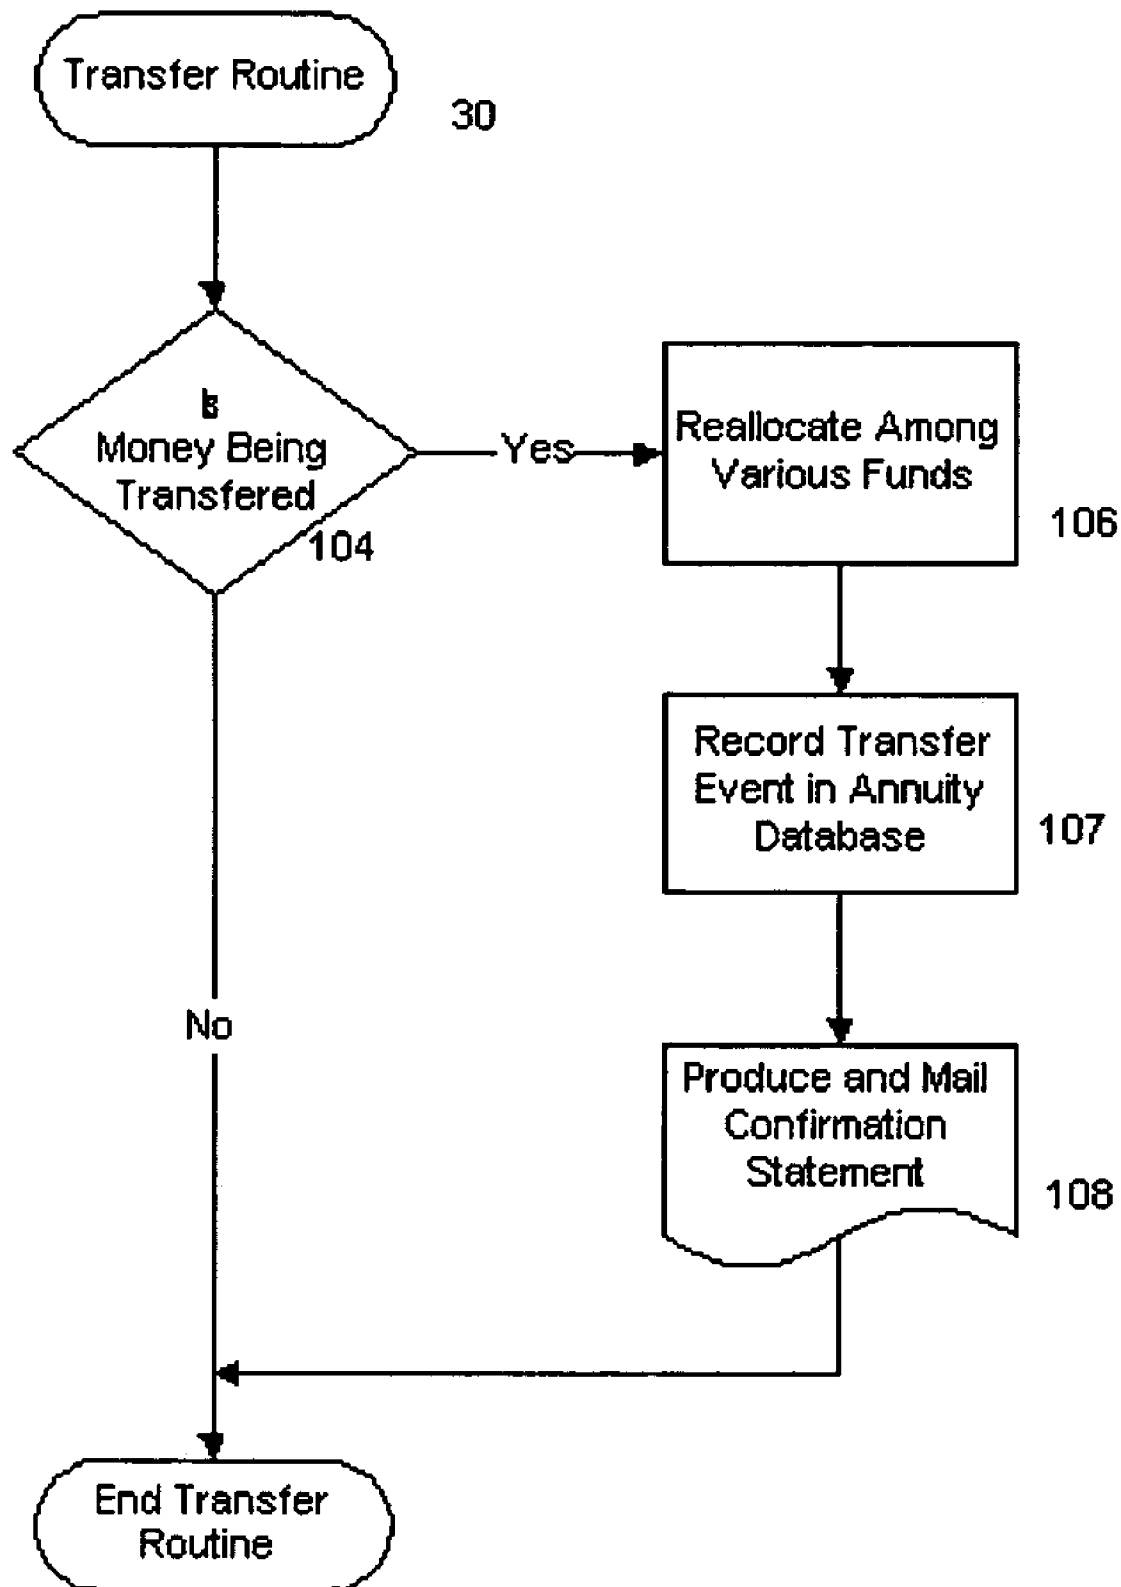 Transfer Routine
30
Is
Money Being
Transfered
104
Yes
Reallocate Among
Various Funds
106
Record Transfer
Event in Annuity
Database
107
No
Produce and Mail
Confirmation
Statement
108
End Transfer
Routine